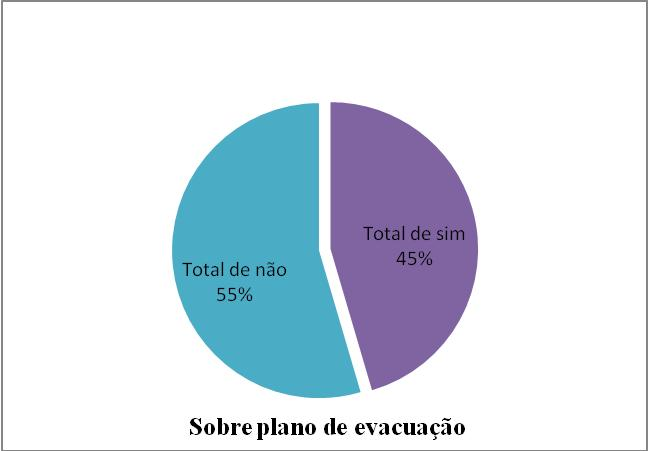 Total de sim
45%
Total de não
55%
Sobre plano de evacuação